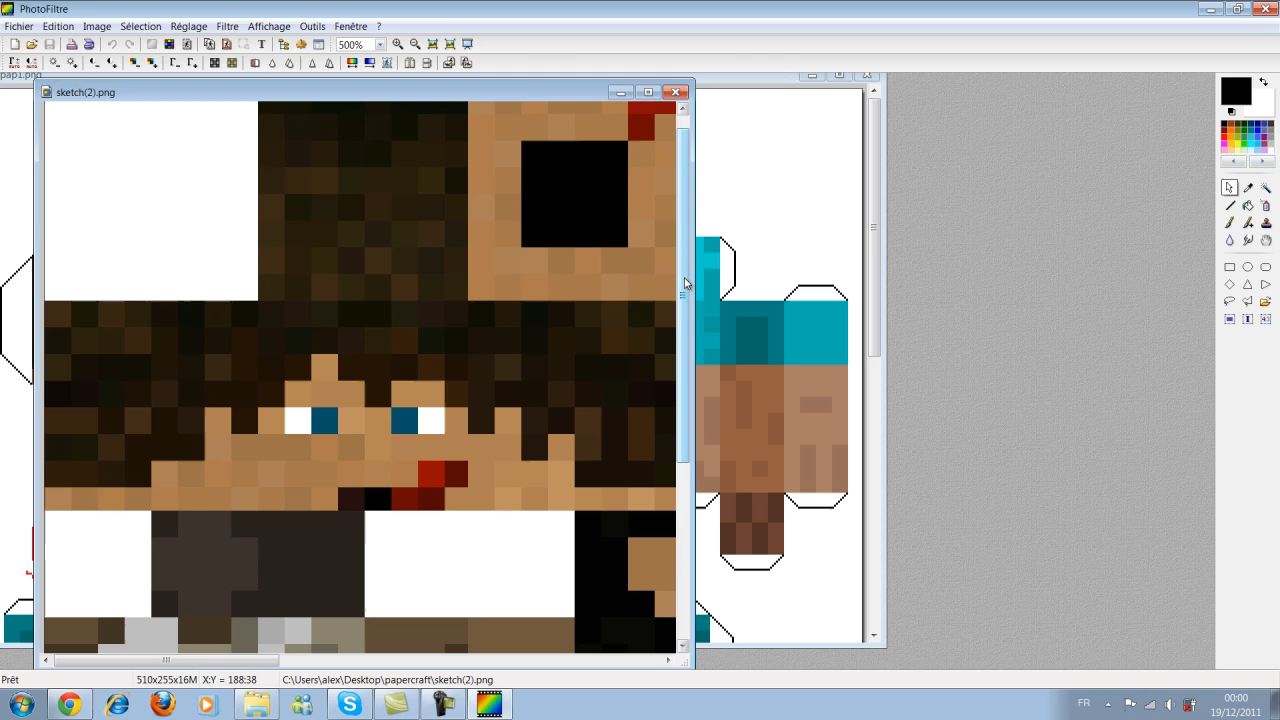 PhotoFiltre
Fichier Edition Image Sélection Réglage Filtre Affichage Outils Fenêtre ?
500%
pap1.png
sketch(2).png
Prêt 510x255x16M X:Y = 188:38 C:\Users\alex\Desktop\papercraft\sketch(2).png
FR 00:00
19/12/2011